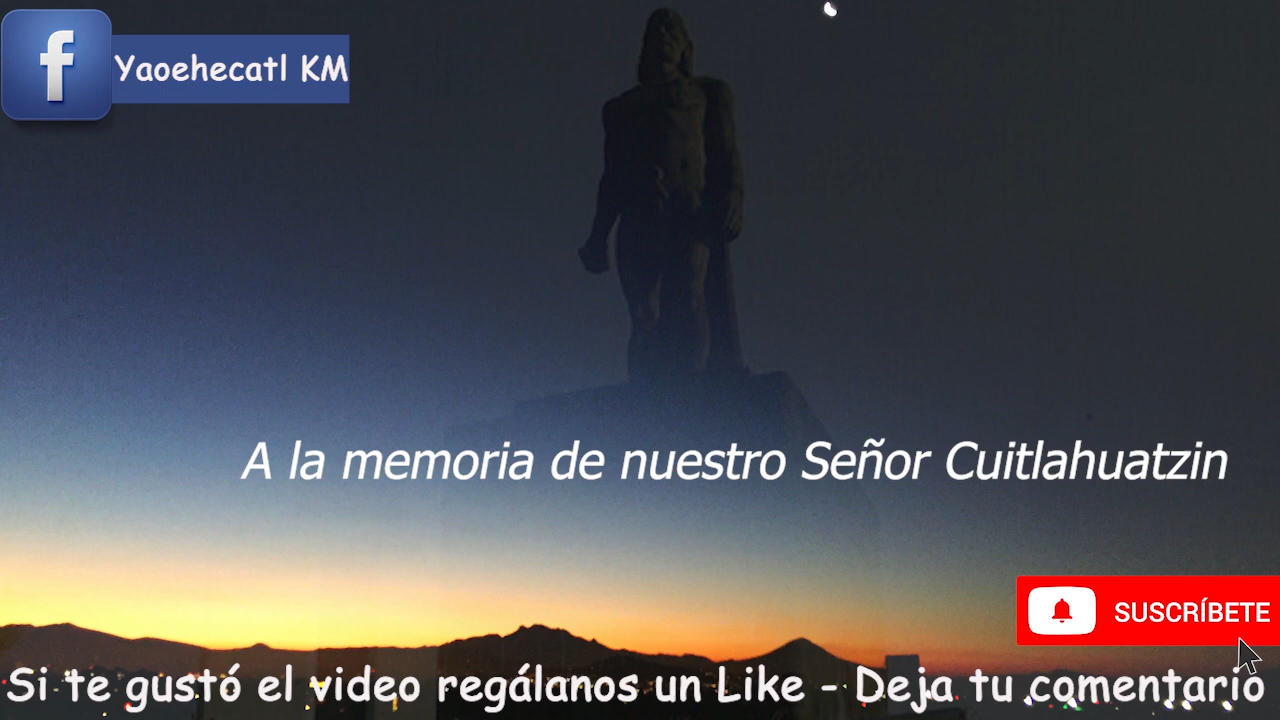 Yaoehecatl KM
A la memoria de nuestro Señor Cuitlahuatzin
SUSCRÍBETE
Si te gustó el video regálanos un Like - Deja tu comentario